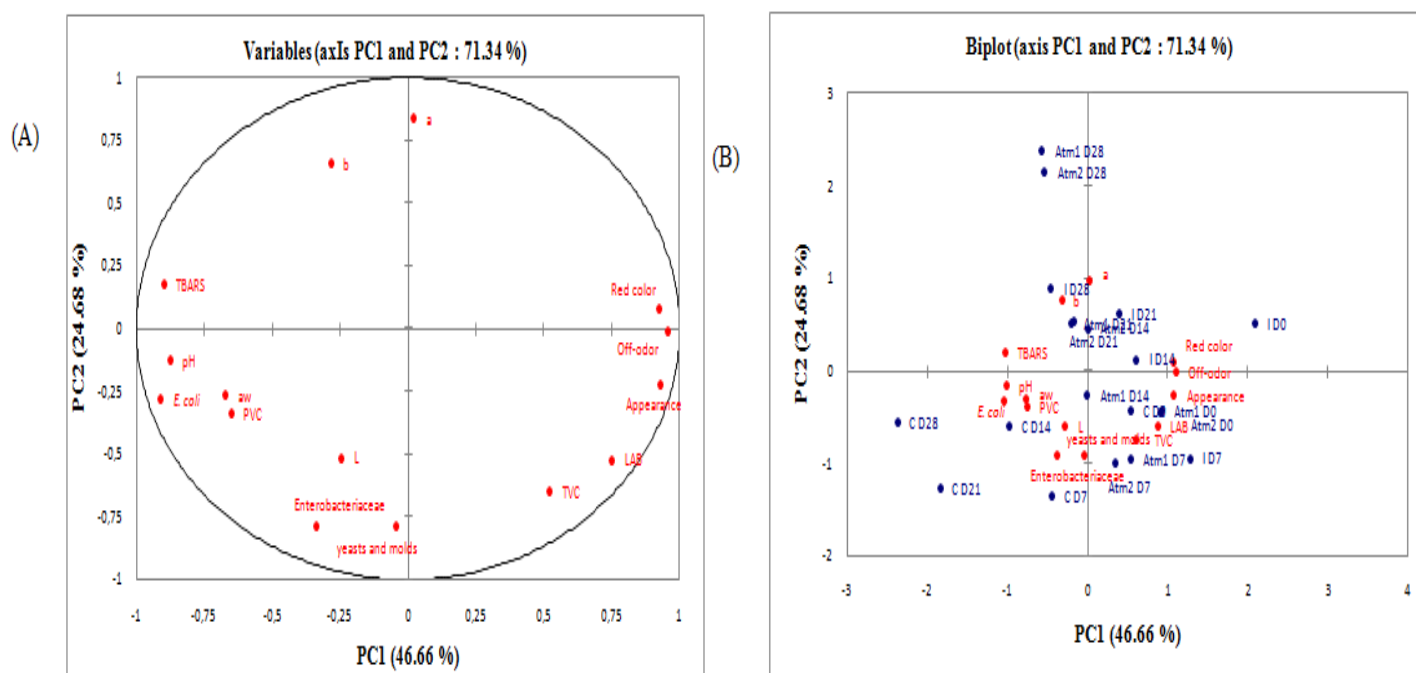 (A)
Variables (axIs PC1 and PC2 : 71.34 %)
PC2 (24.68 %)
1
0,75
0,5
0,25
0
-0,25
-0,5
-0,75
-1
a
b
TBARS
Red color
Off-odor
pH
E. coli
aw
PVC
Appearance
L
LAB
TVC
Enterobacteriaceae
yeasts and molds
-1
-0,75
-0,5
-0,25
0
0,25
0,5
0,75
1
PC1 (46.66 %)
(B)
Biplot (axis PC1 and PC2 : 71.34 %)
PC2 (24.68 %)
3
2
1
0
-1
-2
Atm1 D28
Atm2 D28
a
I D28
b
I D21
I D0
Atm2 D14
Atm2 D21
Red color
TBARS
I D14
Off-odor
pH
aw
E. coli
PVC
Atm1 D14
Appearance
C D28
C D14
L
Atm1 D0
LAB
Atm2 D0
yeasts and molds
TVC
Enterobacteriaceae
Atm1 D7
I D7
Atm2 D7
C D21
C D7
-3
-2
-1
0
1
2
3
4
PC1 (46.66 %)